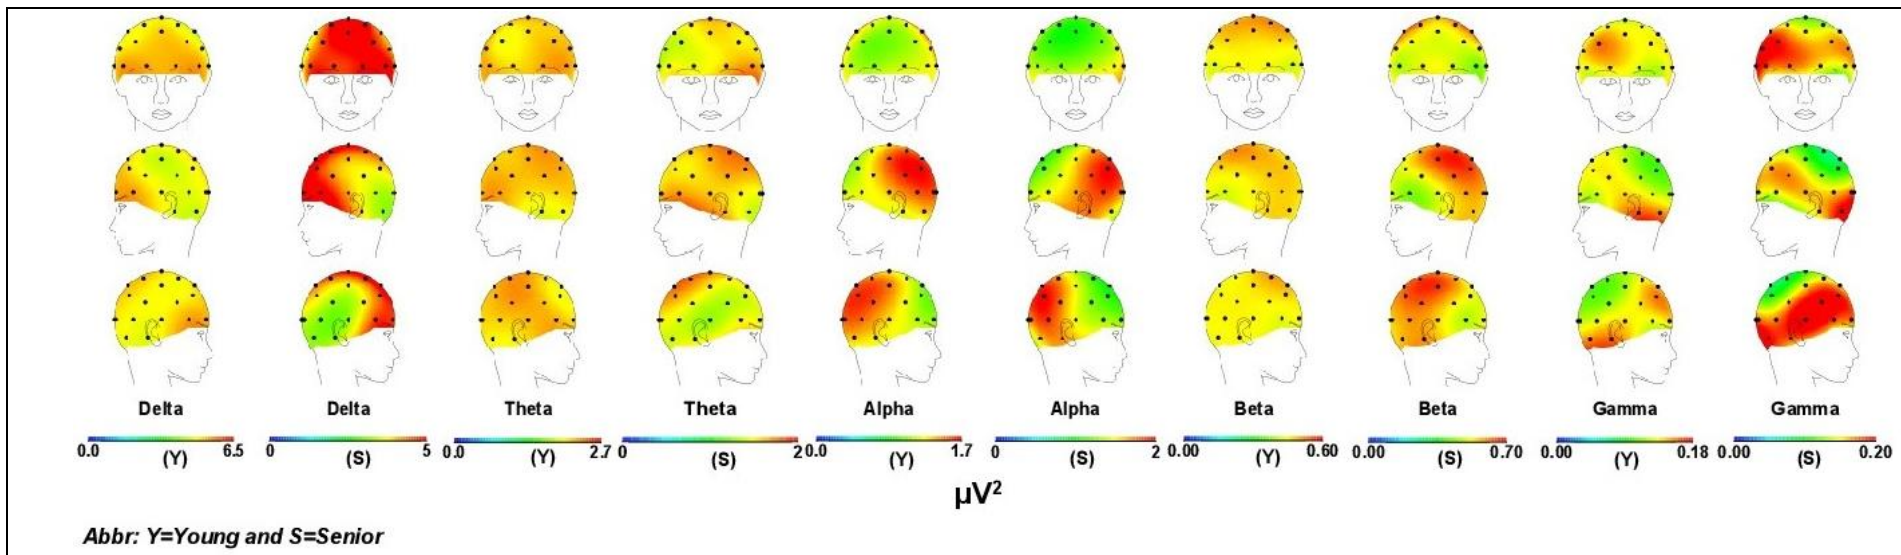 Delta Delta Theta Theta Alpha Alpha Beta Beta Gamma Gamma
0.0 6.5 0 5 0.0 2.7 0 2 0.0 1.7 0 2 0.00 0.60 0.00 0.70 0.00 0.18 0.00 0.20
(Y) (S) (Y) (S) (Y) (S) (Y) (S) (Y) (S)
µV²
Abbr: Y=Young and S=Senior